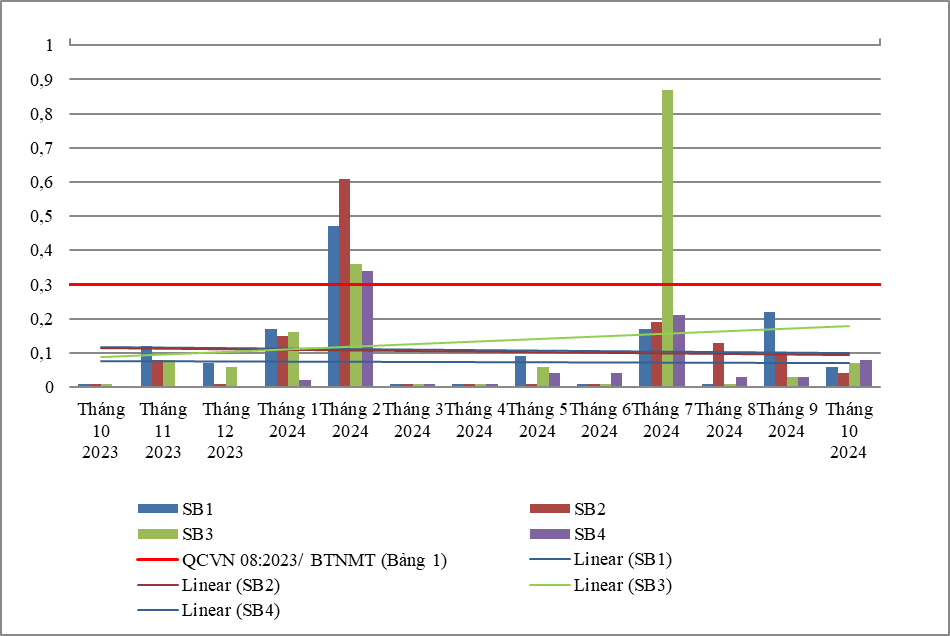 1
0,9
0,8
0,7
0,6
0,5
0,4
0,3
0,2
0,1
0
Tháng 10 2023
Tháng 11 2023
Tháng 12 2023
Tháng 1 2024
Tháng 2 2024
Tháng 3 2024
Tháng 4 2024
Tháng 5 2024
Tháng 6 2024
Tháng 7 2024
Tháng 8 2024
Tháng 9 2024
Tháng 10 2024
SB1
SB2
SB3
SB4
QCVN 08:2023/ BTNMT (Bảng 1)
Linear (SB1)
Linear (SB2)
Linear (SB3)
Linear (SB4)